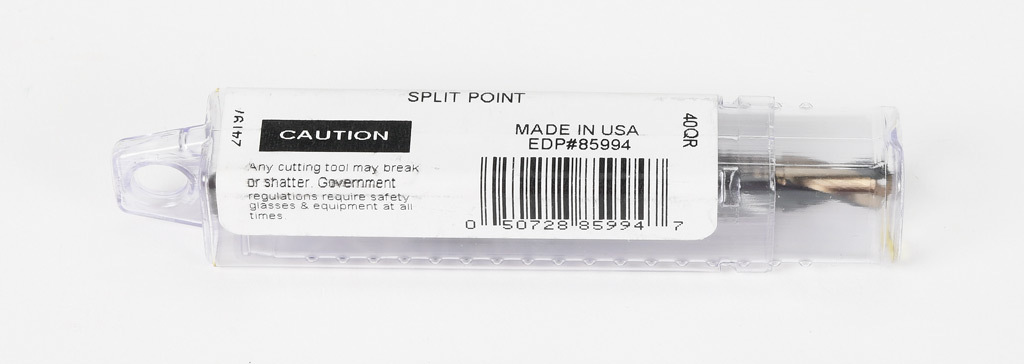 SPLIT POINT
CAUTION
Any cutting tool may break
or shatter. Government
regulations require safety
glasses & equipment at all
times
MADE IN USA
EDP#85994
0 50728 85994 7
40QR